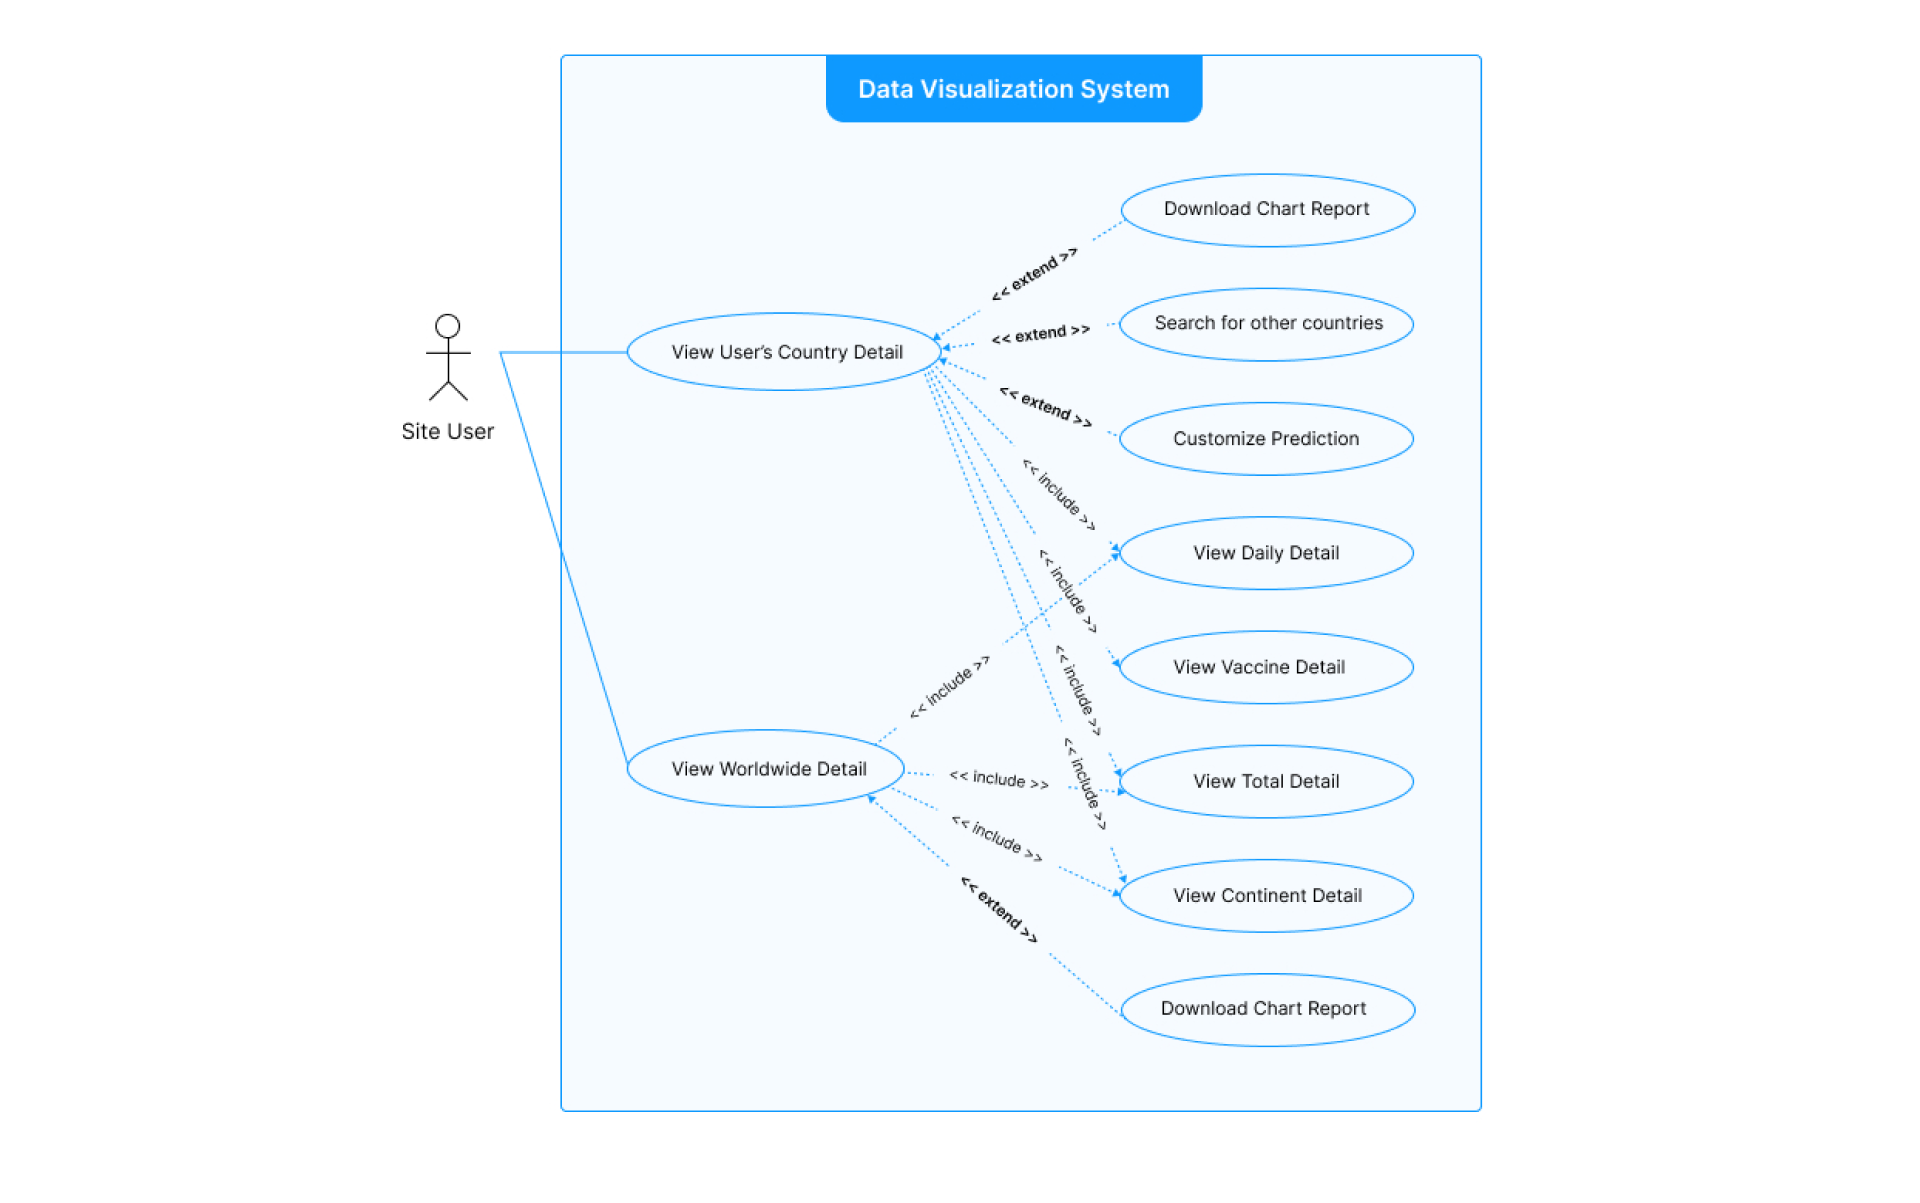 Data Visualization System
Download Chart Report
<< extend >>
Search for other countries
<< extend >>
View User’s Country Detail
<< extend >>
Customize Prediction
Site User
<< include >>
View Daily Detail
<< include >>
View Vaccine Detail
<< include >>
<< include >>
View Worldwide Detail
<< include >>
<< include >>
View Total Detail
<< include >>
View Continent Detail
<< extend >>
Download Chart Report